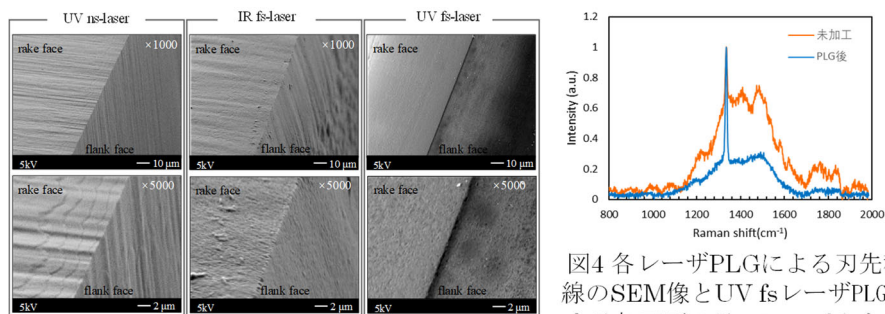 UV ns-laser
IR fs-laser
UV fs-laser
rake face
×1000
flank face
5kV
10 μm
rake face
×1000
flank face
5kV
10 μm
rake face
×1000
flank face
5kV
10 μm
rake face
×5000
flank face
5kV
2 μm
rake face
×5000
flank face
5kV
2 μm
rake face
×5000
flank face
5kV
2 μm
1.2
1
0.8
0.6
0.4
0.2
0
Intensity (a.u.)
未加工
PLG後
800 1000 1200 1400 1600 1800 2000
Raman shift(cm⁻¹)
図4 各レーザPLGによる刃先
線のSEM像とUV fsレーザPLG